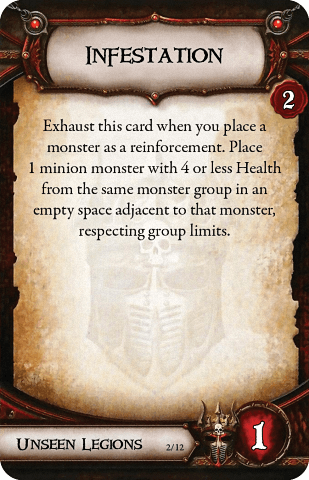 INFESTATION
2
Exhaust this card when you place a
monster as a reinforcement. Place
1 minion monster with 4 or less Health
from the same monster group in an
empty space adjacent to that monster,
respecting group limits.
UNSEEN LEGIONS 2/12
1